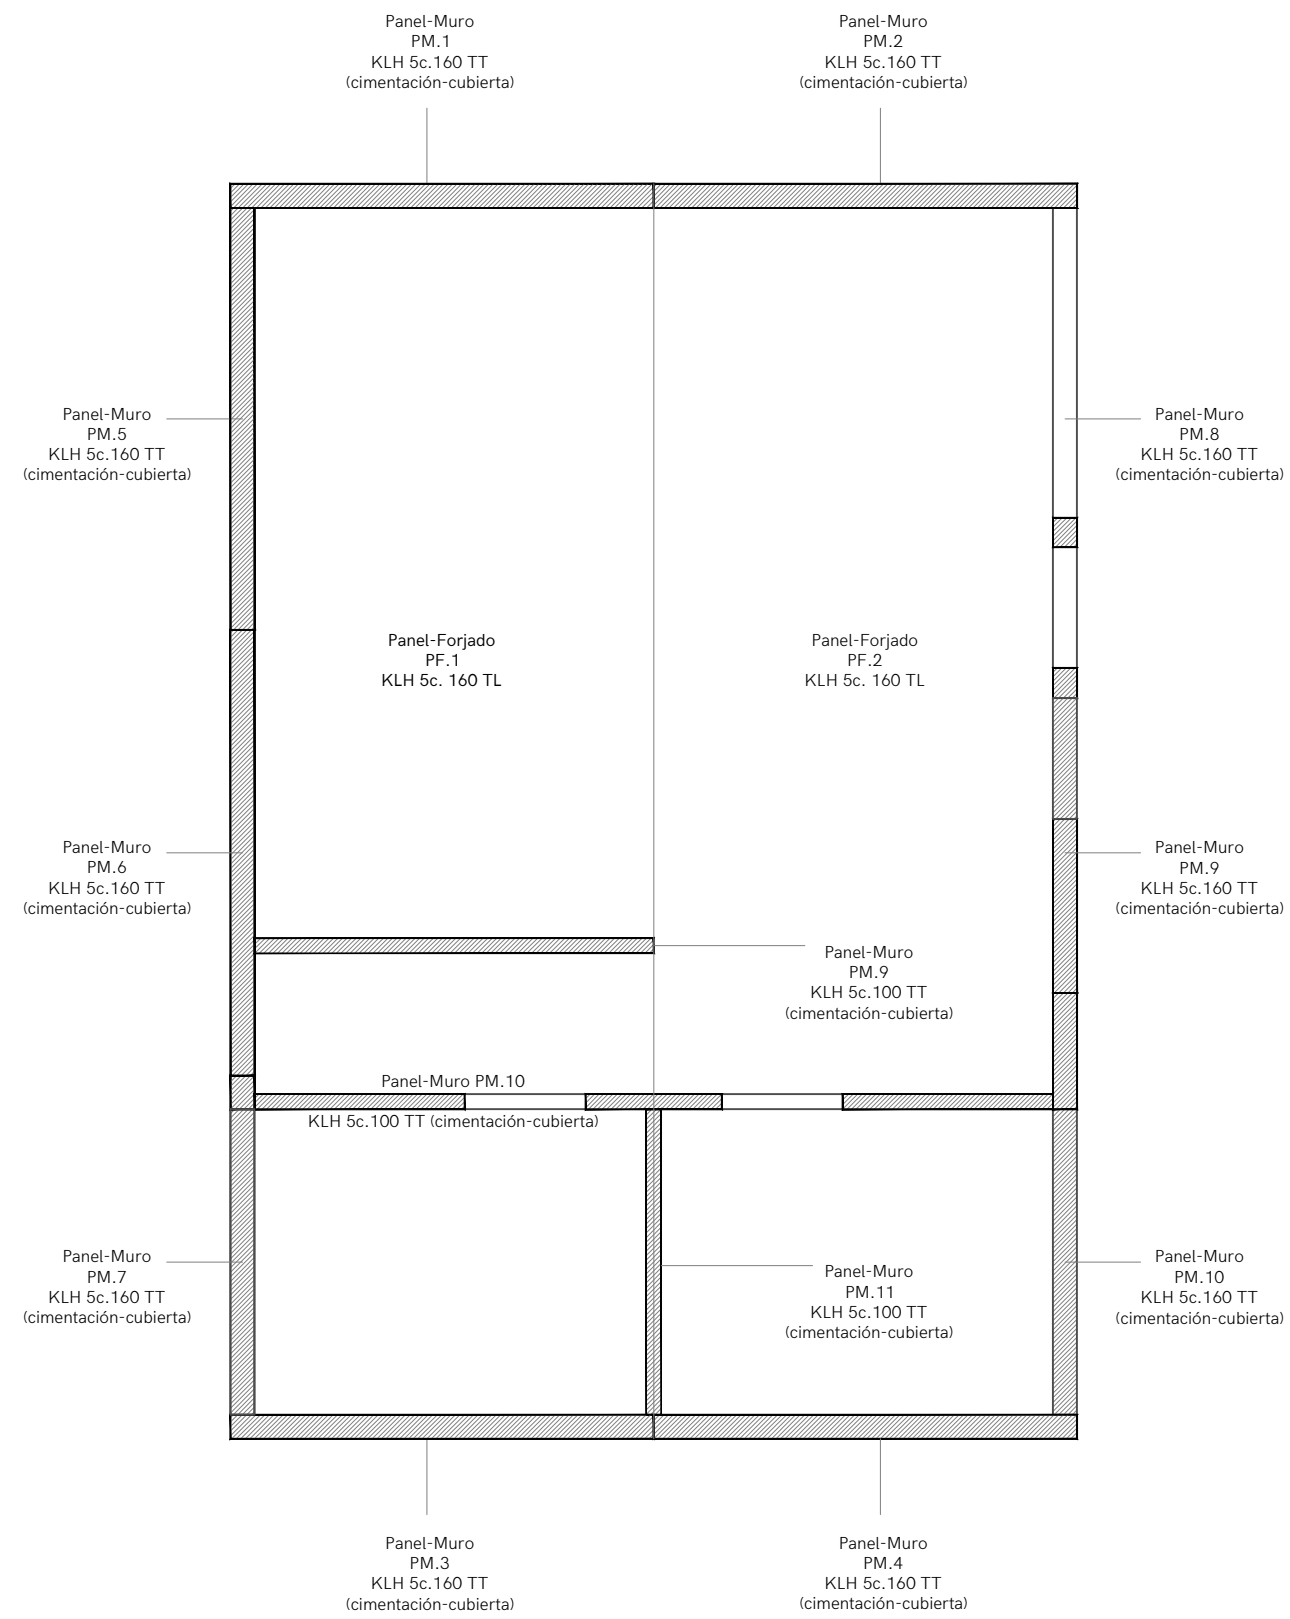 Panel-Muro
PM.1
KLH 5c.160 TT
(cimentación-cubierta)
Panel-Muro
PM.2
KLH 5c.160 TT
(cimentación-cubierta)
Panel-Muro
PM.5
KLH 5c.160 TT
(cimentación-cubierta)
Panel-Muro
PM.8
KLH 5c.160 TT
(cimentación-cubierta)
Panel-Forjado
PF.1
KLH 5c. 160 TL
Panel-Forjado
PF.2
KLH 5c. 160 TL
Panel-Muro
PM.6
KLH 5c.160 TT
(cimentación-cubierta)
Panel-Muro
PM.9
KLH 5c.160 TT
(cimentación-cubierta)
Panel-Muro
PM.9
KLH 5c.100 TT
(cimentación-cubierta)
Panel-Muro PM.10
KLH 5c.100 TT (cimentación-cubierta)
Panel-Muro
PM.7
KLH 5c.160 TT
(cimentación-cubierta)
Panel-Muro
PM.11
KLH 5c.100 TT
(cimentación-cubierta)
Panel-Muro
PM.10
KLH 5c.160 TT
(cimentación-cubierta)
Panel-Muro
PM.3
KLH 5c.160 TT
(cimentación-cubierta)
Panel-Muro
PM.4
KLH 5c.160 TT
(cimentación-cubierta)